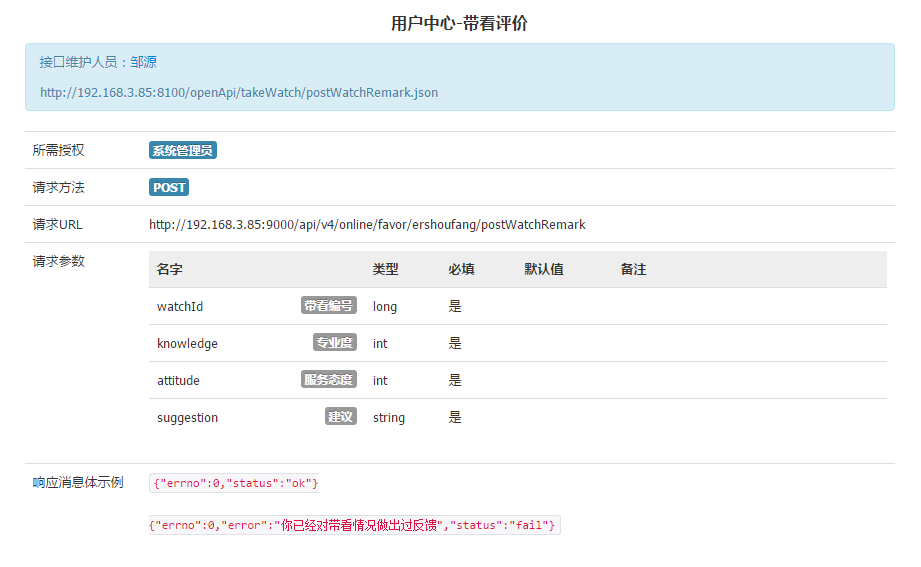 用户中心-带看评价
接口维护人员：邹源
http://192.168.3.85:8100/openApi/takeWatch/postWatchRemark.json
所需授权 系统管理员
请求方法 POST
请求URL http://192.168.3.85:9000/api/v4/online/favor/ershoufang/postWatchRemark
请求参数 名字 类型 必填 默认值 备注
watchId 带看编号 long 是
knowledge 专业度 int 是
attitude 服务态度 int 是
suggestion 建议 string 是
响应消息体示例 {"errno":0,"status":"ok"}
{"errno":0,"error":"你已经对带看情况做出过反馈","status":"fail"}